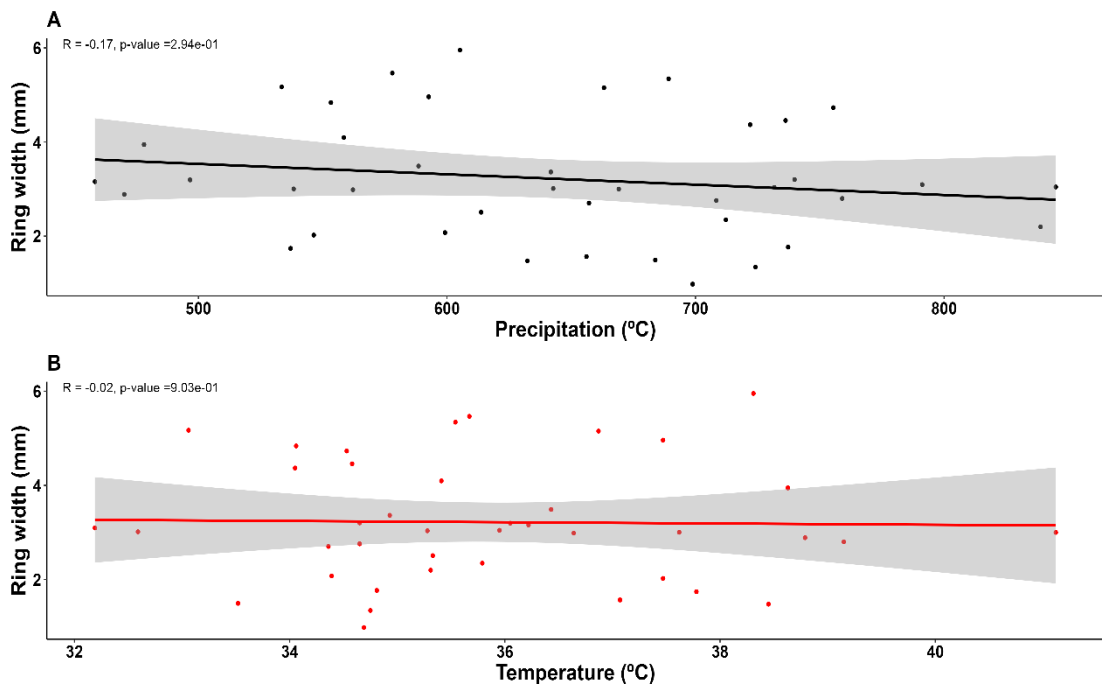 A
R = -0.17, p-value =2.94e-01
6
4
2
Ring width (mm)
500 600 700 800
Precipitation (ºC)
B
R = -0.02, p-value =9.03e-01
6
4
2
Ring width (mm)
32 34 36 38 40
Temperature (ºC)